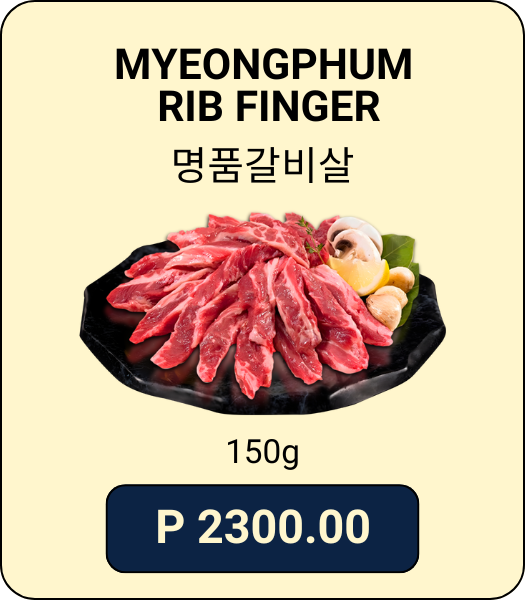 MYEONGPHUM
RIB FINGER
명품갈비살
150g
P 2300.00